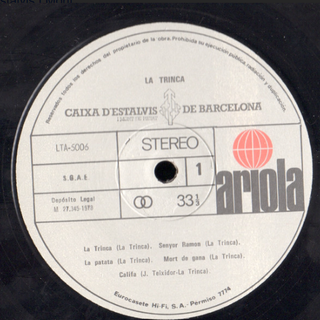 Reservados todos los derechos del propietario de la obra. Prohibida su ejecución pública, radiación y duplicación.
LA TRINCA
CAIXA D'ESTALVIS DE BARCELONA
LTA-5006
STEREO
S.G.A.E
1
Depósito Legal
33⅓
ariola
La Trinca (La Trinca). Senyor Ramon (La Trinca).
La patata (La Trinca). Mort de gana (La Trinca).
Califa (J. Teixidor-La Trinca)
Eurocasete Hi-Fi, S.A.- Permiso 7774